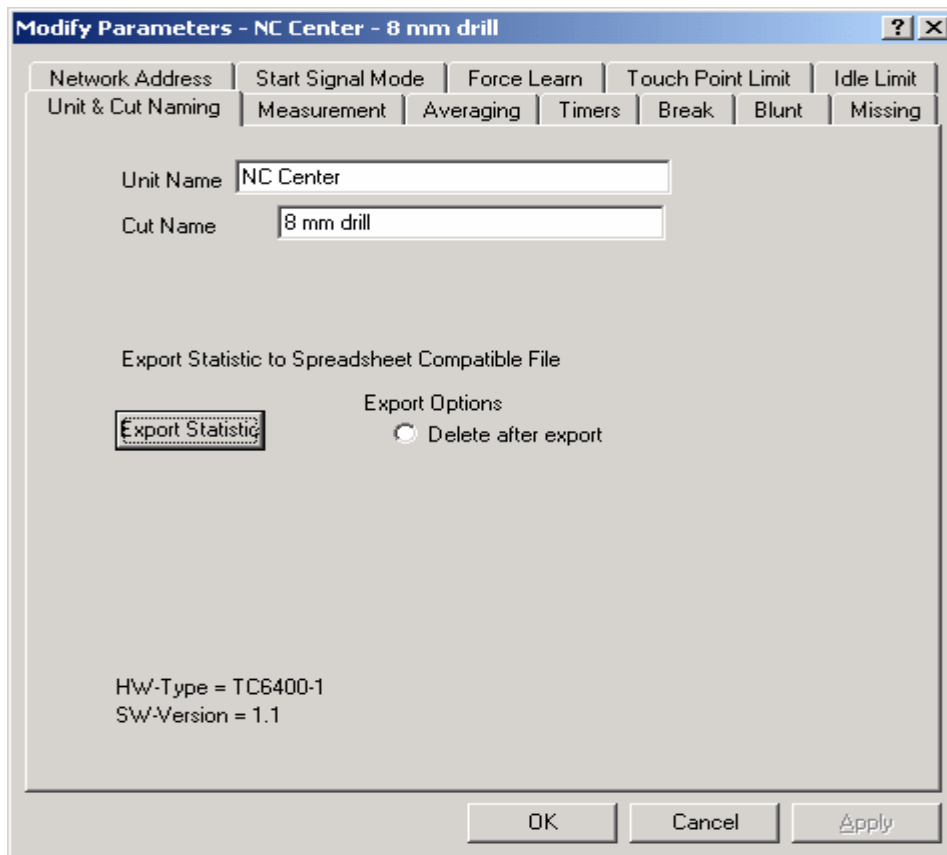 Modify Parameters - NC Center - 8 mm drill
Network Address Start Signal Mode Force Learn Touch Point Limit Idle Limit
Unit & Cut Naming Measurement Averaging Timers Break Blunt Missing
Unit Name NC Center
Cut Name 8 mm drill
Export Statistic to Spreadsheet Compatible File
Export Options
Export Statistic Delete after export
HW-Type = TC6400-1
SW-Version = 1.1
OK Cancel Apply